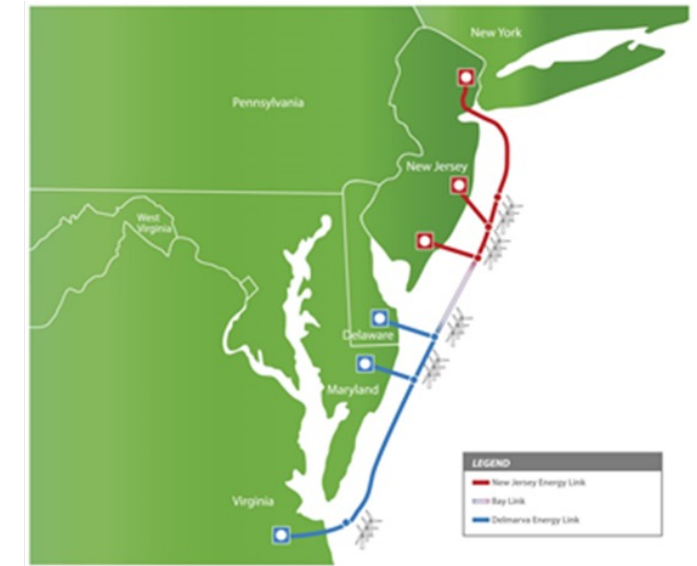 New York
Pennsylvania
New Jersey
West
Virginia
Delaware
Maryland
Virginia
LEGEND
New Jersey Energy Link
Bay Link
Delmarva Energy Link